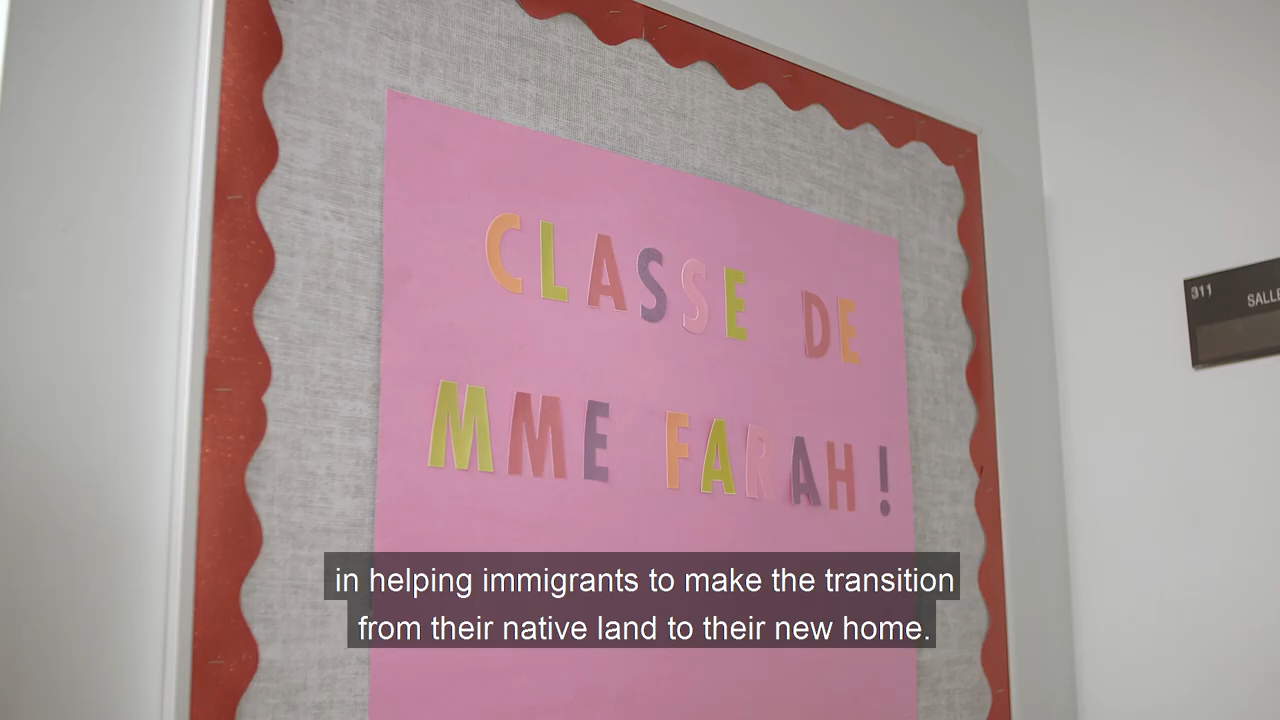 CLASSE DE
MME FARAH!
311
in helping immigrants to make the transition
from their native land to their new home.